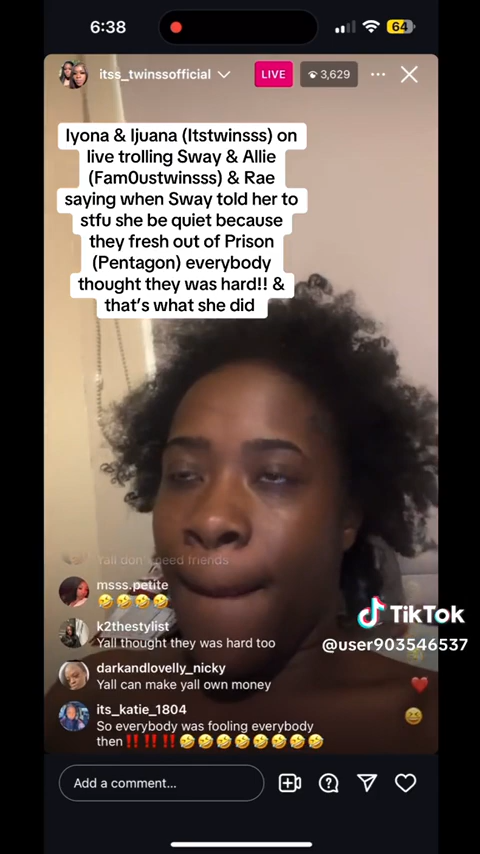 6:38
64
itss_twinssofficial
LIVE
3,629
Iyona & Ijuana (Itstwinsss) on
live trolling Sway & Allie
(Fam0ustwinsss) & Rae
saying when Sway told her to
stfu she be quiet because
they fresh out of Prison
(Pentagon) everybody
thought they was hard!! &
that's what she did
Yall don't need friends
msss.petite
🤣🤣🤣🤣
k2thestylist
Yall thought they was hard too
darkandlovelly_nicky
Yall can make yall own money
its_katie_1804
So everybody was fooling everybody
then‼️‼️‼️🤣🤣🤣🤣🤣🤣🤣🤣
TikTok
@user903546537
Add a comment...